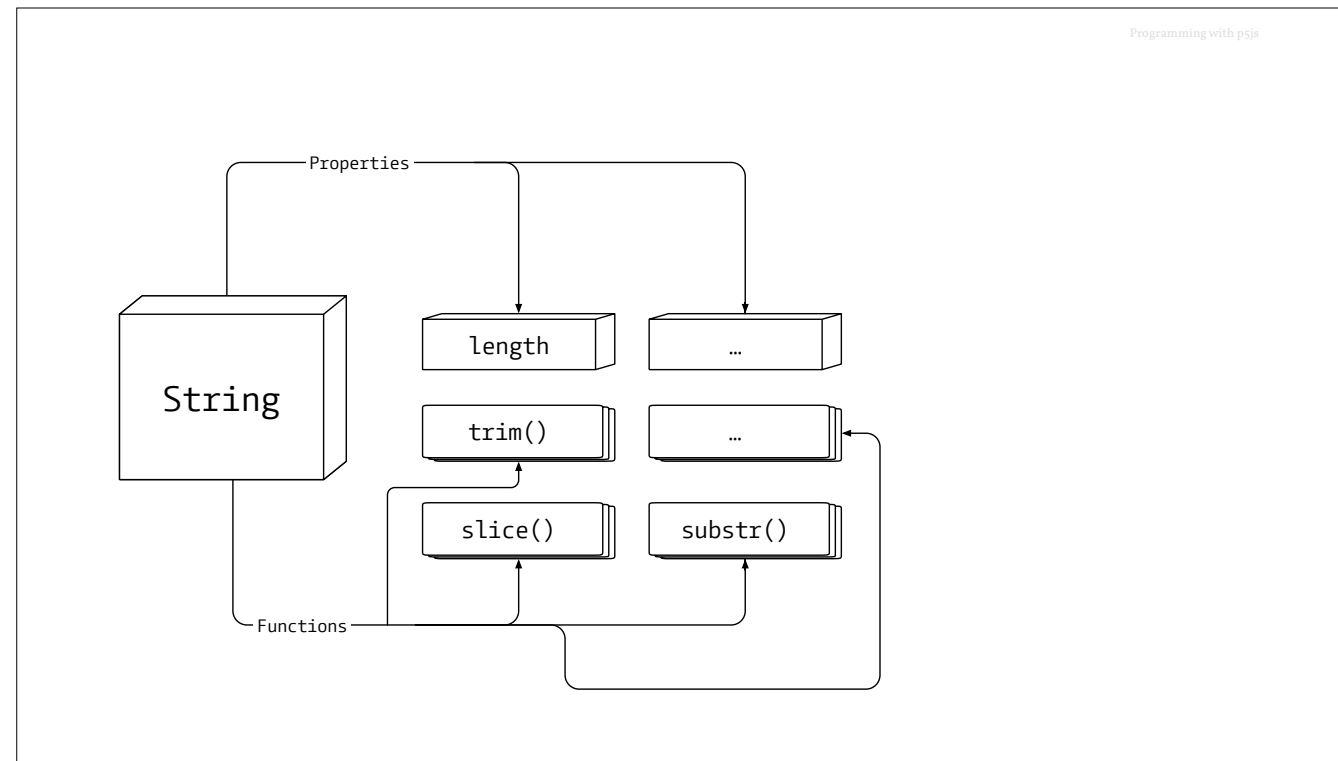 Programming with p5js
Properties
length
…
String
trim()
…
slice()
substr()
Functions